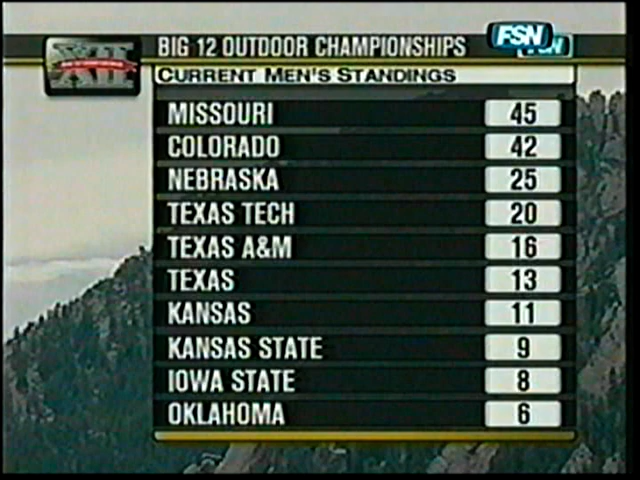 BIG 12 OUTDOOR CHAMPIONSHIPS
FSN
XII
CURRENT MEN'S STANDINGS
MISSOURI 45
COLORADO 42
NEBRASKA 25
TEXAS TECH 20
TEXAS A&M 16
TEXAS 13
KANSAS 11
KANSAS STATE 9
IOWA STATE 8
OKLAHOMA 6